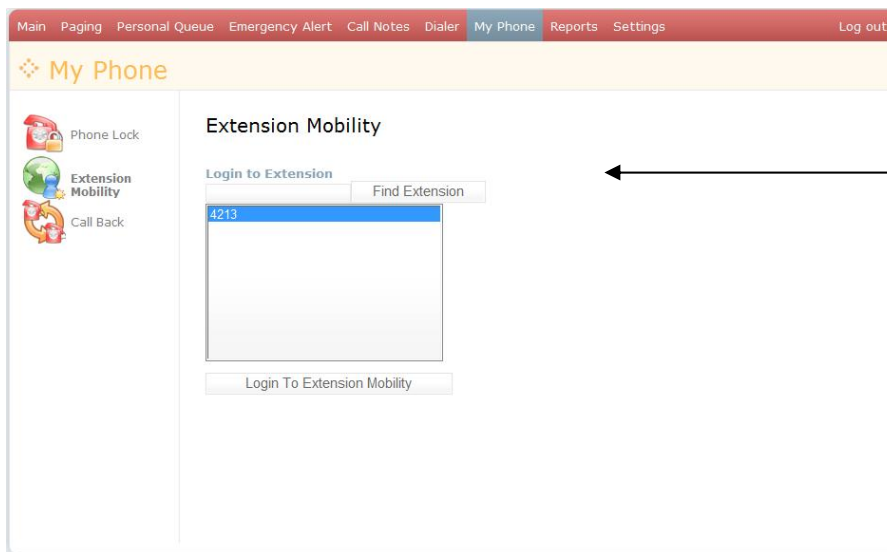 Main Paging Personal Queue Emergency Alert Call Notes Dialer My Phone Reports Settings Log out
My Phone
Phone Lock
Extension
Mobility
Call Back
Extension Mobility
Login to Extension
Find Extension
4213
Login To Extension Mobility